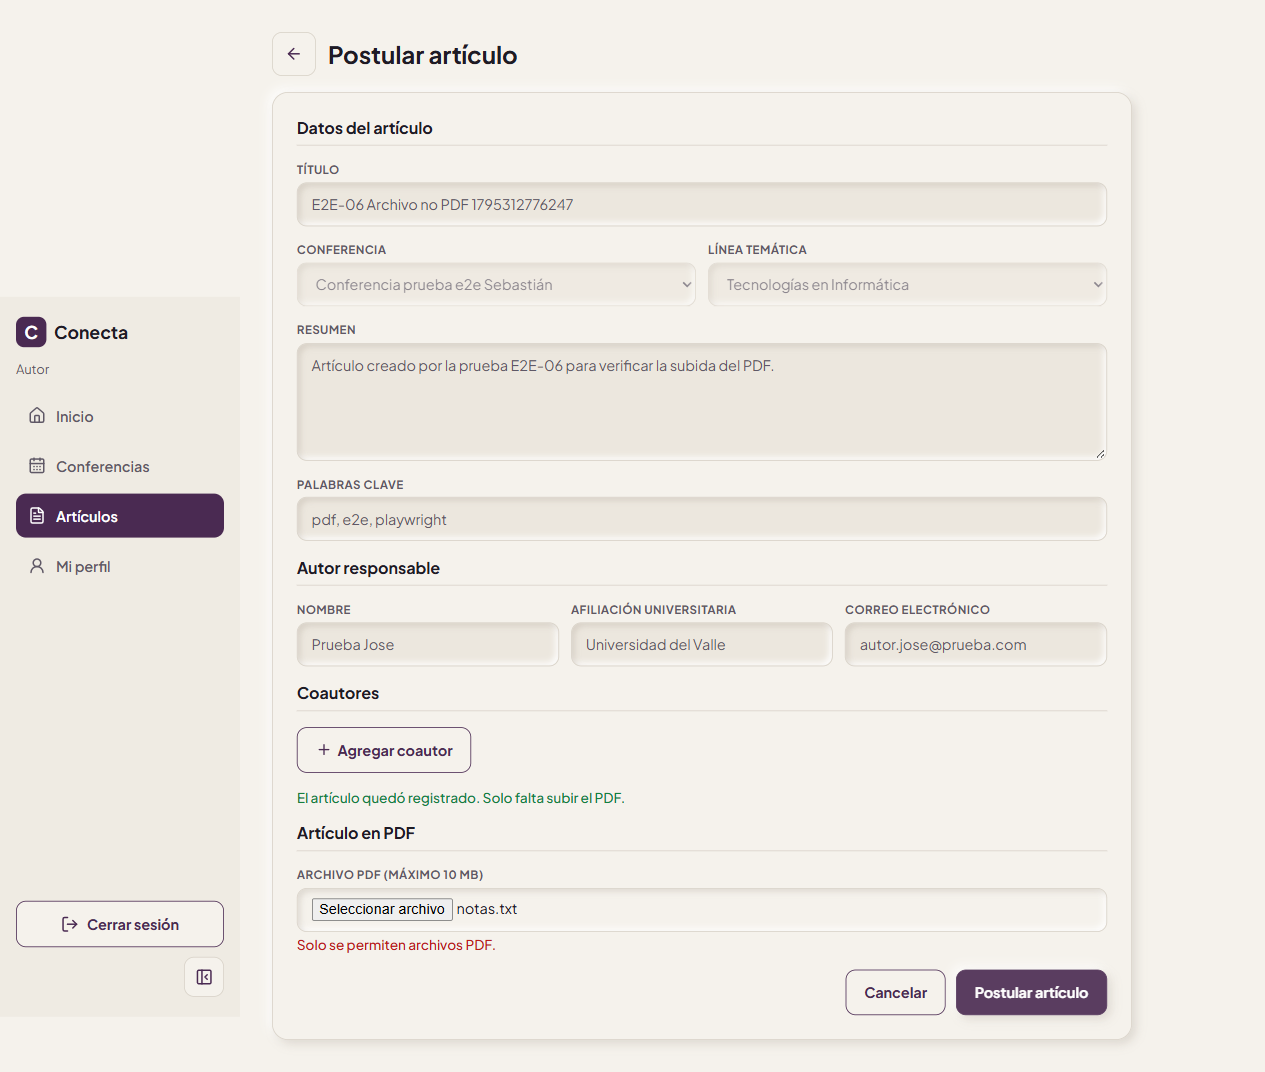 Postular artículo
Datos del artículo
TÍTULO
E2E-06 Archivo no PDF 1795312776247
CONFERENCIA
LÍNEA TEMÁTICA
Conferencia prueba e2e Sebastián
Tecnologías en Informática
RESUMEN
Artículo creado por la prueba E2E-06 para verificar la subida del PDF.
PALABRAS CLAVE
pdf, e2e, playwright
Autor responsable
NOMBRE
AFILIACIÓN UNIVERSITARIA
CORREO ELECTRÓNICO
Prueba Jose
Universidad del Valle
autor.jose@prueba.com
Coautores
Agregar coautor
El artículo quedó registrado. Solo falta subir el PDF.
Artículo en PDF
ARCHIVO PDF (MÁXIMO 10 MB)
Seleccionar archivo notas.txt
Solo se permiten archivos PDF.
Cancelar
Postular artículo
C Conecta
Autor
Inicio
Conferencias
Artículos
Mi perfil
Cerrar sesión